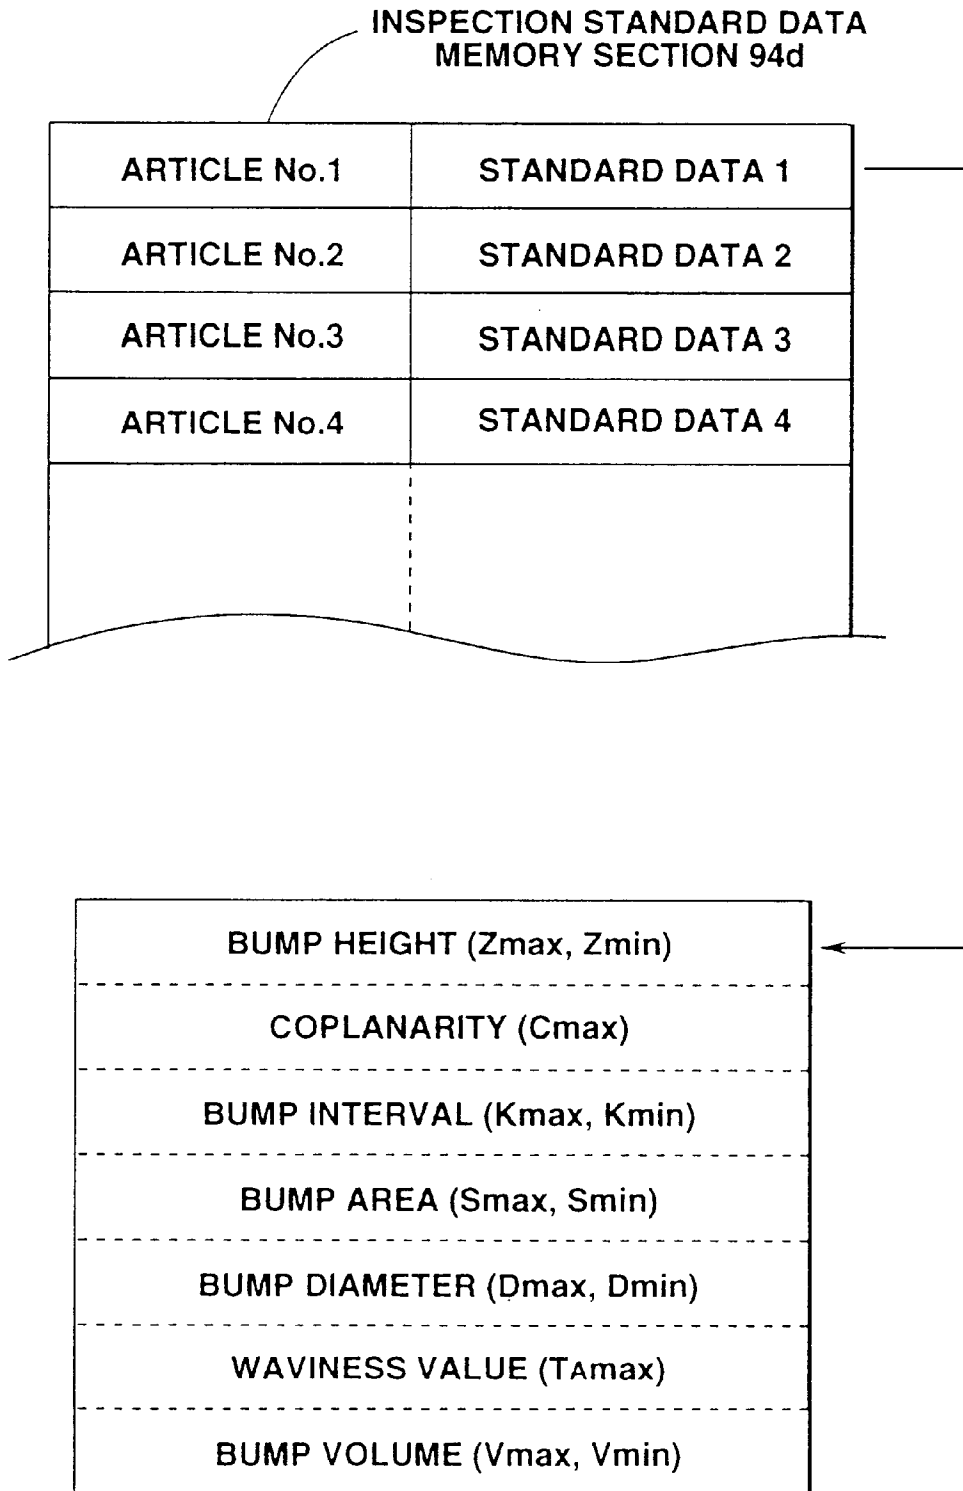 INSPECTION STANDARD DATA
MEMORY SECTION 94d
ARTICLE No.1 STANDARD DATA 1
ARTICLE No.2 STANDARD DATA 2
ARTICLE No.3 STANDARD DATA 3
ARTICLE No.4 STANDARD DATA 4
BUMP HEIGHT (Zmax, Zmin)
COPLANARITY (Cmax)
BUMP INTERVAL (Kmax, Kmin)
BUMP AREA (Smax, Smin)
BUMP DIAMETER (Dmax, Dmin)
WAVINESS VALUE (TAmax)
BUMP VOLUME (Vmax, Vmin)